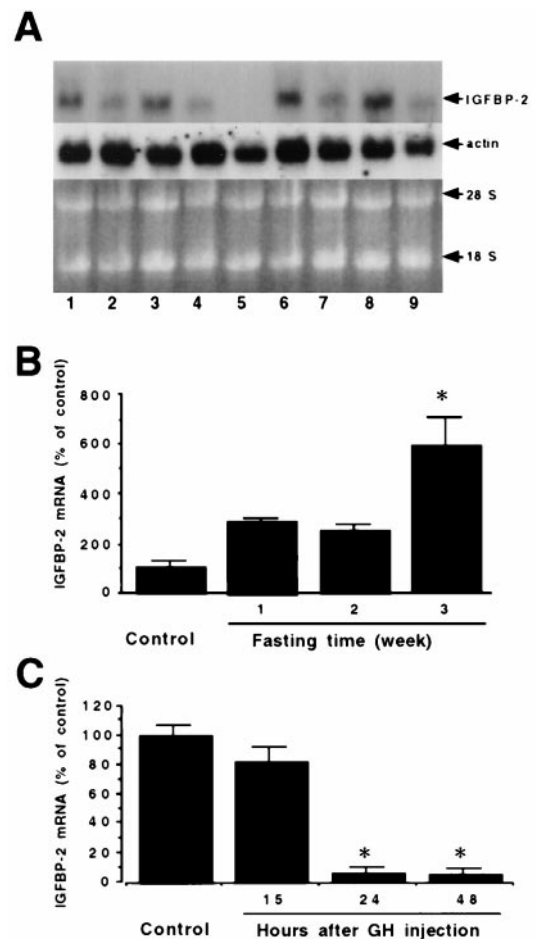 A
IGFBP-2
actin
28 S
18 S
1 2 3 4 5 6 7 8 9
B
IGFBP-2 mRNA (% of control)
800
600
400
200
0
*
1 2 3
Control Fasting time (week)
C
IGFBP-2 mRNA (% of control)
120
100
80
60
40
20
0
* *
15 24 48
Control Hours after GH injection